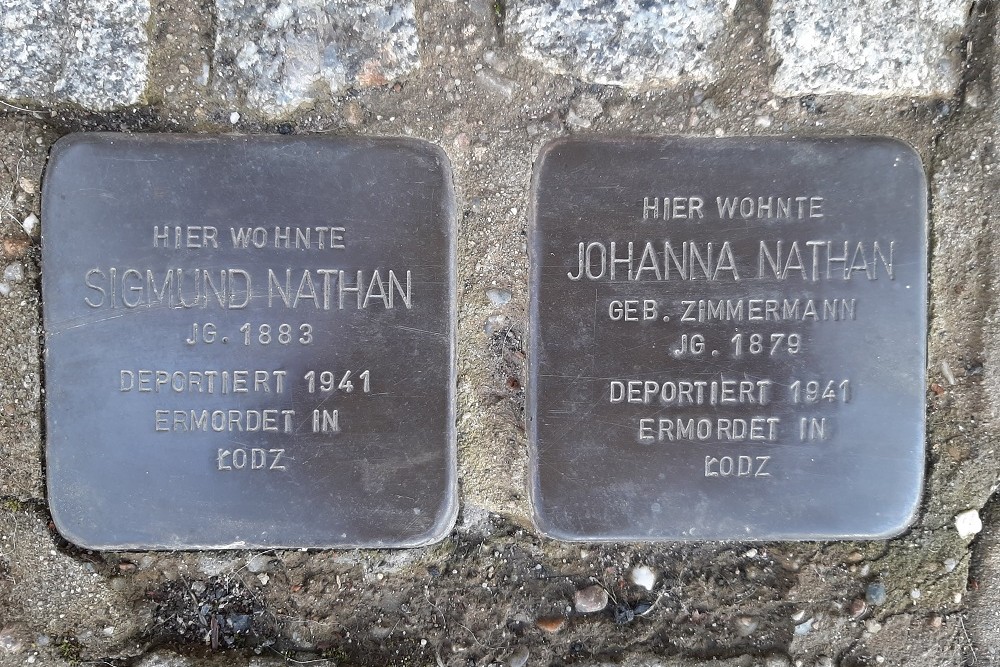 HIER WOHNTE
SIGMUND NATHAN
JG. 1883
DEPORTIERT 1941
ERMORDET IN
ŁODZ
HIER WOHNTE
JOHANNA NATHAN
GEB. ZIMMERMANN
JG. 1879
DEPORTIERT 1941
ERMORDET IN
ŁODZ